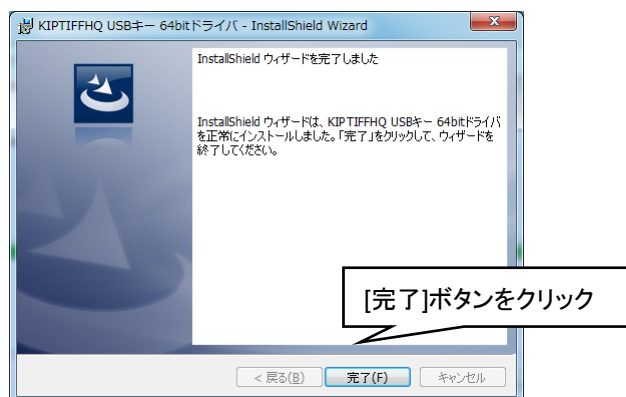 KIPTIFFHQ USBキー 64bitドライバ - InstallShield Wizard
InstallShield ウィザードを完了しました
InstallShield ウィザードは、KIPTIFFHQ USBキー 64bitドライバ
を正常にインストールしました。「完了」をクリックして、ウィザードを
終了してください。
[完了]ボタンをクリック
< 戻る(B)
完了(F)
キャンセル